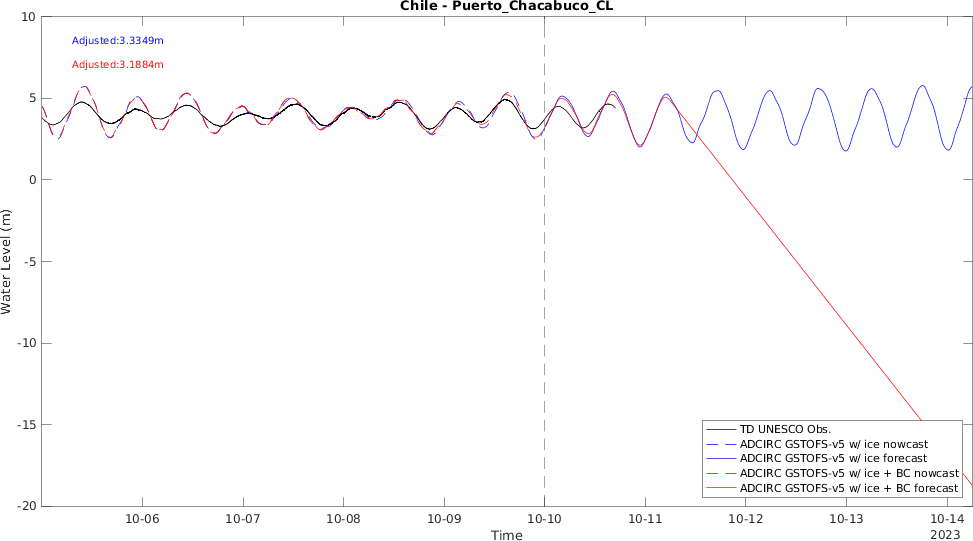 Chile - Puerto_Chacabuco_CL
Adjusted:3.3349m
Adjusted:3.1884m
10
5
0
-5
-10
-15
-20
Water Level (m)
10-06
10-07
10-08
10-09
10-10
10-11
10-12
10-13
10-14
2023
Time
TD UNESCO Obs.
ADCIRC GSTOFS-v5 w/ ice nowcast
ADCIRC GSTOFS-v5 w/ ice forecast
ADCIRC GSTOFS-v5 w/ ice + BC nowcast
ADCIRC GSTOFS-v5 w/ ice + BC forecast